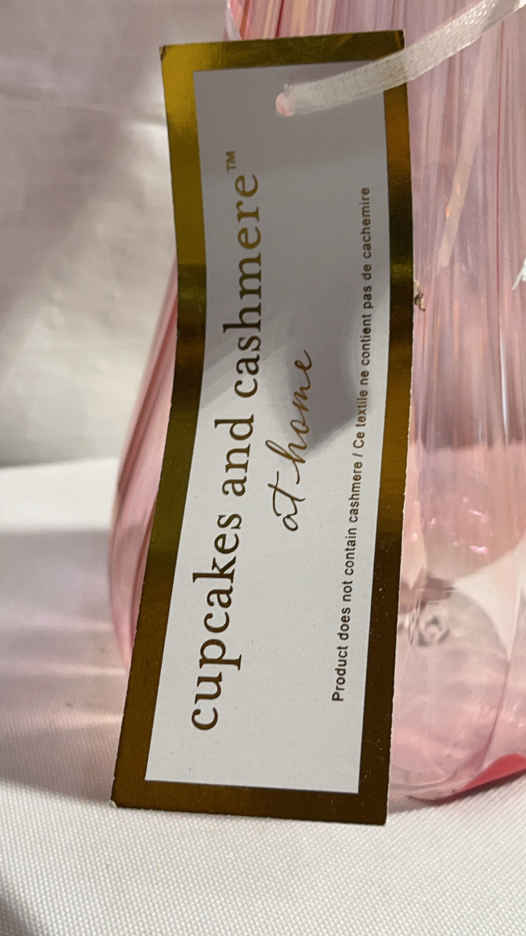 cupcakes and cashmere™
at home
Product does not contain cashmere / Ce textile ne contient pas de cachemire